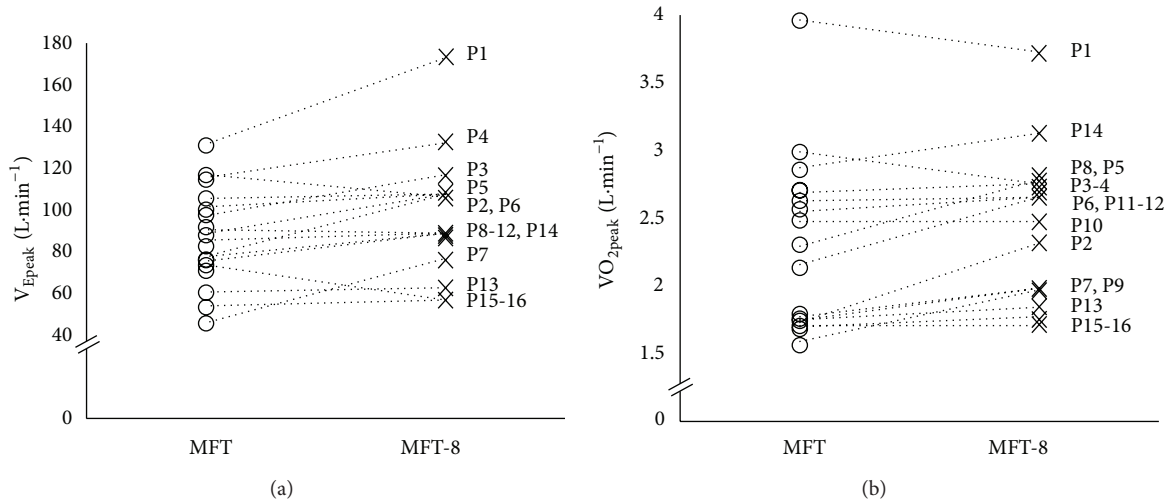 180
160
140
120
100
80
60
40
0
V_Epeak (L·min⁻¹)
P1
P4
P3
P5
P2, P6
P8-12, P14
P7
P13
P15-16
MFT
MFT-8
(a)
4
3.5
3
2.5
2
1.5
0
VO_2peak (L·min⁻¹)
P1
P14
P8, P5
P3-4
P6, P11-12
P10
P2
P7, P9
P13
P15-16
MFT
MFT-8
(b)